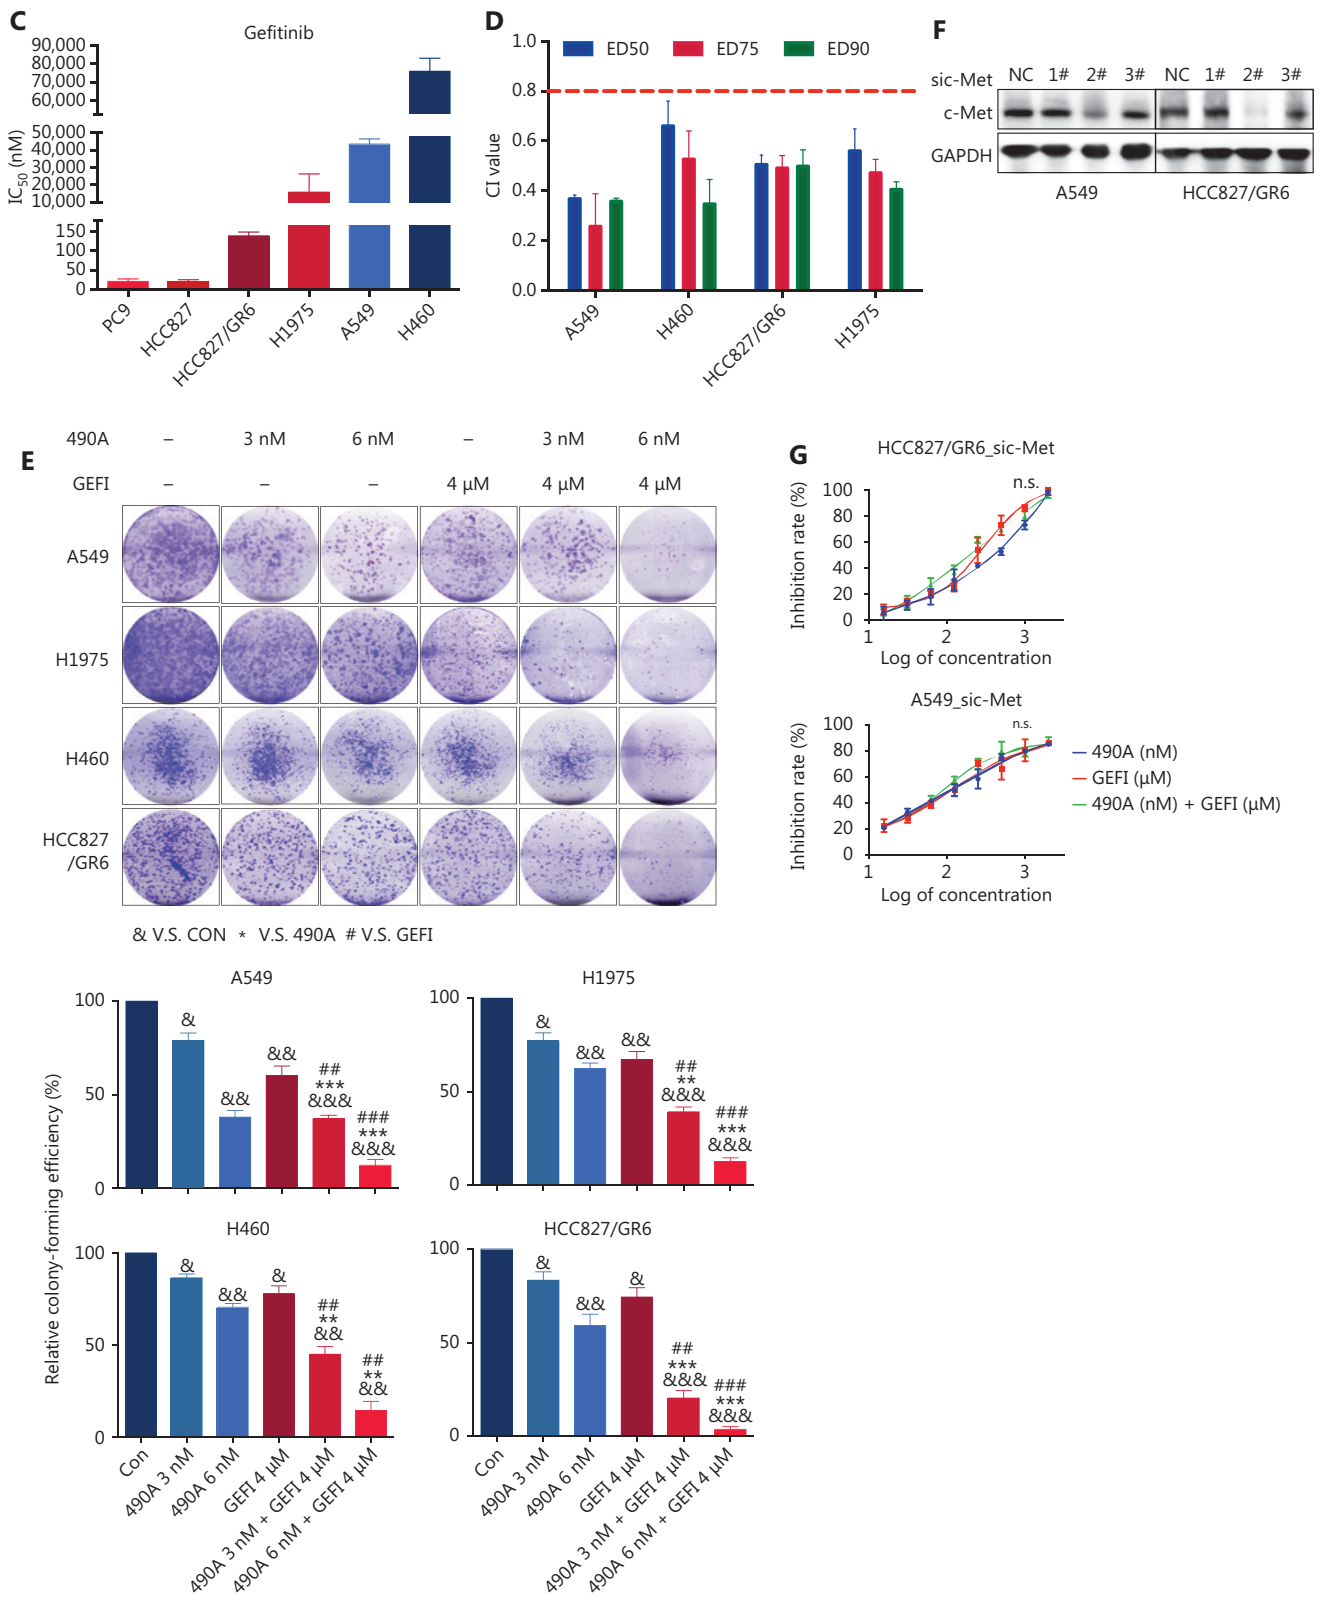 C
Gefitinib
IC50 (nM)
90,000
80,000
70,000
60,000
50,000
40,000
30,000
20,000
10,000
150
100
50
0
PC9
HCC827
HCC827/GR6
H1975
A549
H460
D
ED50 ED75 ED90
CI value
1.0
0.8
0.6
0.4
0.2
0.0
A549
H460
HCC827/GR6
H1975
F
sic-Met NC 1# 2# 3# NC 1# 2# 3#
c-Met
GAPDH
A549 HCC827/GR6
E
490A – 3 nM 6 nM – 3 nM 6 nM
GEFI – – – 4 μM 4 μM 4 μM
A549
H1975
H460
HCC827
/GR6
& V.S. CON * V.S. 490A # V.S. GEFI
Relative colony-forming efficiency (%)
A549
100
50
0
&
&&
&&
##
***
&&&
###
***
&&&
H1975
100
50
0
&
&&
&&
##
**
&&&
###
***
&&&
H460
100
50
0
&
&&
&
##
**
&&
##
**
&&
Con
490A 3 nM
490A 6 nM
GEFI 4 μM
490A 3 nM + GEFI 4 μM
490A 6 nM + GEFI 4 μM
HCC827/GR6
100
50
0
&
&&
&
##
***
&&&
###
***
&&&
Con
490A 3 nM
490A 6 nM
GEFI 4 μM
490A 3 nM + GEFI 4 μM
490A 6 nM + GEFI 4 μM
G
HCC827/GR6_sic-Met
n.s.
Inhibition rate (%)
100
80
60
40
20
0
1 2 3
Log of concentration
A549_sic-Met
n.s.
Inhibition rate (%)
100
80
60
40
20
0
1 2 3
Log of concentration
490A (nM)
GEFI (μM)
490A (nM) + GEFI (μM)